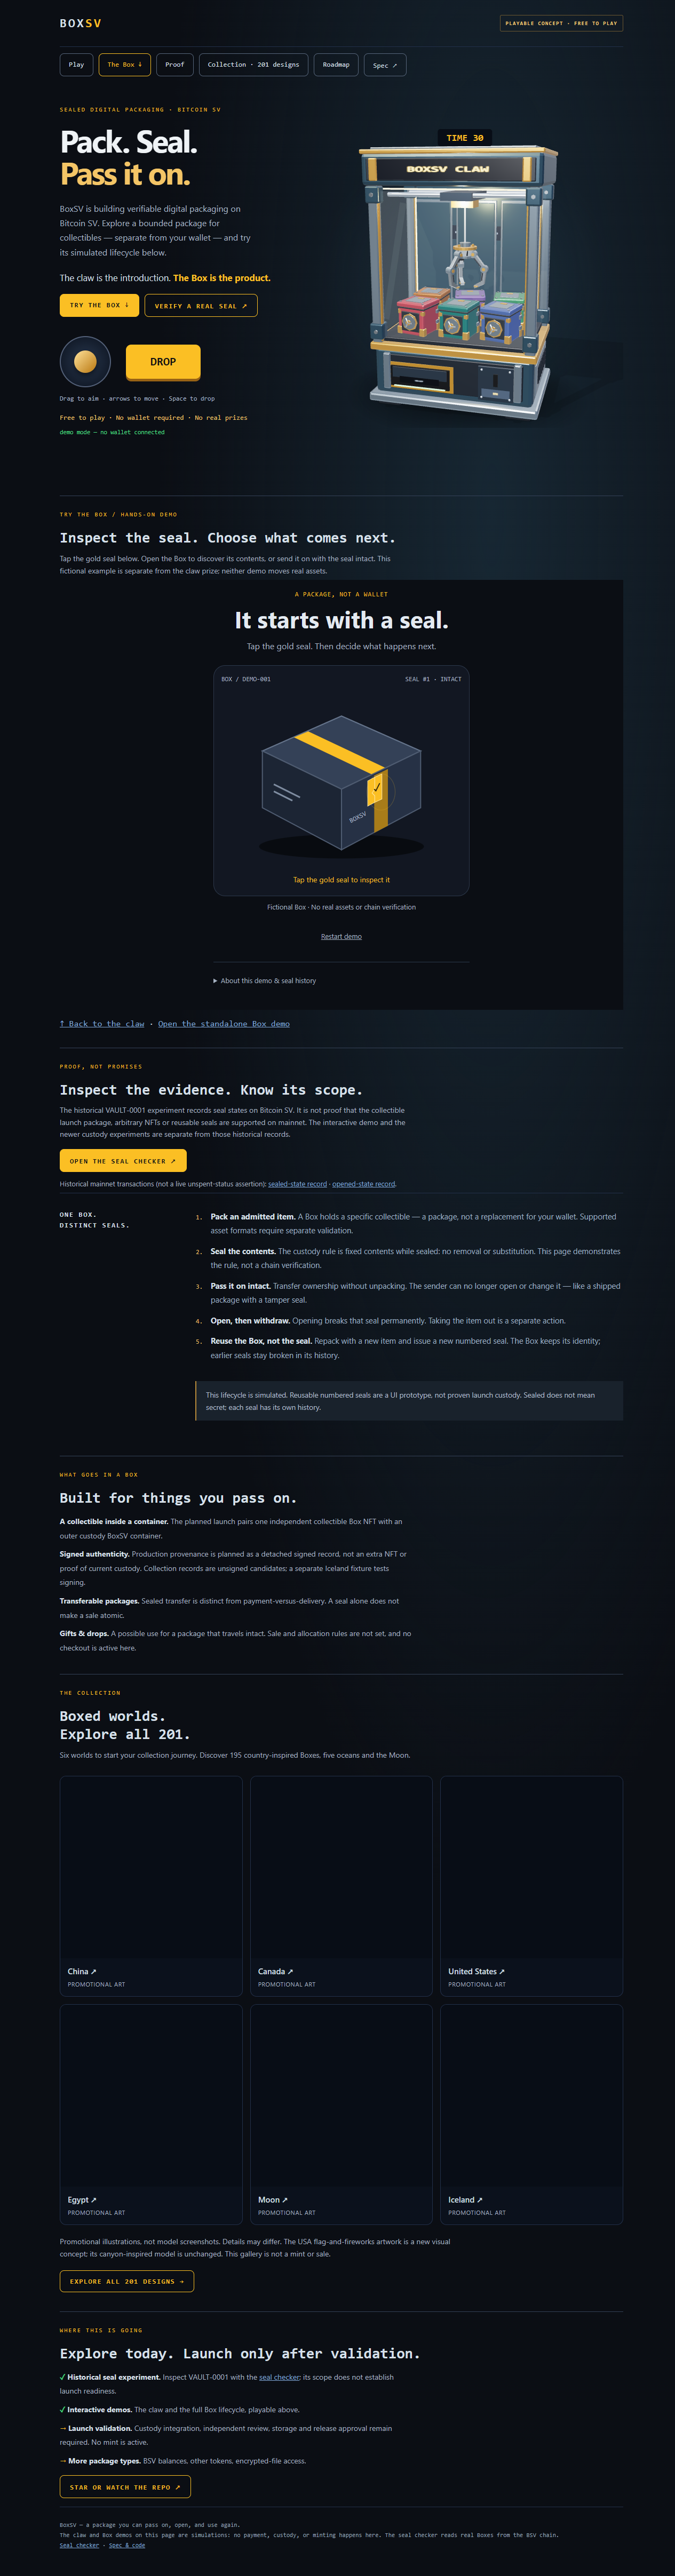 BOXSV
PLAYABLE CONCEPT · FREE TO PLAY
Play
The Box ↓
Proof
Collection · 201 designs
Roadmap
Spec ↗
SEALED DIGITAL PACKAGING · BITCOIN SV
Pack. Seal.
Pass it on.
BoxSV is building verifiable digital packaging on
Bitcoin SV. Explore a bounded package for
collectibles — separate from your wallet — and try
its simulated lifecycle below.
The claw is the introduction. The Box is the product.
TRY THE BOX ↓
VERIFY A REAL SEAL ↗
DROP
Drag to aim · arrows to move · Space to drop
Free to play · No wallet required · No real prizes
demo mode — no wallet connected
TIME 30
BOXSV CLAW
TRY THE BOX / HANDS-ON DEMO
Inspect the seal. Choose what comes next.
Tap the gold seal below. Open the Box to discover its contents, or send it on with the seal intact. This
fictional example is separate from the claw prize; neither demo moves real assets.
A PACKAGE, NOT A WALLET
It starts with a seal.
Tap the gold seal. Then decide what happens next.
BOX / DEMO-001
SEAL #1 · INTACT
BOXSV
Tap the gold seal to inspect it
Fictional Box · No real assets or chain verification
Restart demo
▶ About this demo & seal history
↑ Back to the claw · Open the standalone Box demo
PROOF, NOT PROMISES
Inspect the evidence. Know its scope.
The historical VAULT-0001 experiment records seal states on Bitcoin SV. It is not proof that the collectible
launch package, arbitrary NFTs or reusable seals are supported on mainnet. The interactive demo and the
newer custody experiments are separate from those historical records.
OPEN THE SEAL CHECKER ↗
Historical mainnet transactions (not a live unspent-status assertion): sealed-state record · opened-state record.
ONE BOX.
DISTINCT SEALS.
1. Pack an admitted item. A Box holds a specific collectible — a package, not a replacement for your wallet. Supported
asset formats require separate validation.
2. Seal the contents. The custody rule is fixed contents while sealed: no removal or substitution. This page demonstrates
the rule, not a chain verification.
3. Pass it on intact. Transfer ownership without unpacking. The sender can no longer open or change it — like a shipped
package with a tamper seal.
4. Open, then withdraw. Opening breaks that seal permanently. Taking the item out is a separate action.
5. Reuse the Box, not the seal. Repack with a new item and issue a new numbered seal. The Box keeps its identity;
earlier seals stay broken in its history.
This lifecycle is simulated. Reusable numbered seals are a UI prototype, not proven launch custody. Sealed does not mean
secret; each seal has its own history.
WHAT GOES IN A BOX
Built for things you pass on.
A collectible inside a container. The planned launch pairs one independent collectible Box NFT with an
outer custody BoxSV container.
Signed authenticity. Production provenance is planned as a detached signed record, not an extra NFT or
proof of current custody. Collection records are unsigned candidates; a separate Iceland fixture tests
signing.
Transferable packages. Sealed transfer is distinct from payment-versus-delivery. A seal alone does not
make a sale atomic.
Gifts & drops. A possible use for a package that travels intact. Sale and allocation rules are not set, and no
checkout is active here.
THE COLLECTION
Boxed worlds.
Explore all 201.
Six worlds to start your collection journey. Discover 195 country-inspired Boxes, five oceans and the Moon.
China ↗
PROMOTIONAL ART
Canada ↗
PROMOTIONAL ART
United States ↗
PROMOTIONAL ART
Egypt ↗
PROMOTIONAL ART
Moon ↗
PROMOTIONAL ART
Iceland ↗
PROMOTIONAL ART
Promotional illustrations, not model screenshots. Details may differ. The USA flag-and-fireworks artwork is a new visual
concept; its canyon-inspired model is unchanged. This gallery is not a mint or sale.
EXPLORE ALL 201 DESIGNS →
WHERE THIS IS GOING
Explore today. Launch only after validation.
✓ Historical seal experiment. Inspect VAULT-0001 with the seal checker; its scope does not establish
launch readiness.
✓ Interactive demos. The claw and the full Box lifecycle, playable above.
→ Launch validation. Custody integration, independent review, storage and release approval remain
required. No mint is active.
→ More package types. BSV balances, other tokens, encrypted-file access.
STAR OR WATCH THE REPO ↗
BoxSV — a package you can pass on, open, and use again.
The claw and Box demos on this page are simulations: no payment, custody, or minting happens here. The seal checker reads real Boxes from the BSV chain.
Seal checker · Spec & code